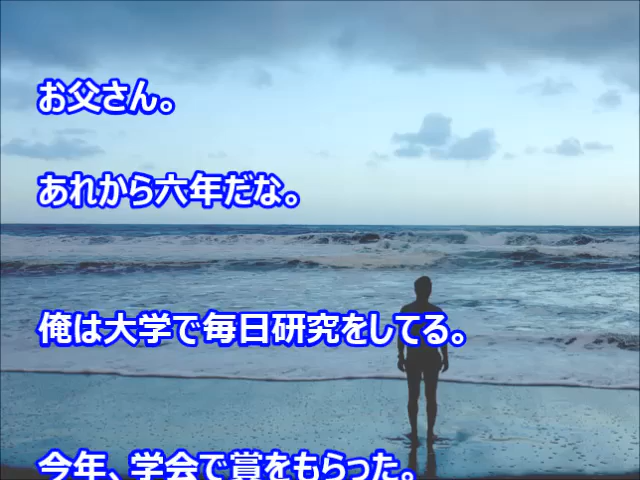 お父さん。
あれから六年だな。
俺は大学で毎日研究をしてる。
今年、学会で賞をもらった。